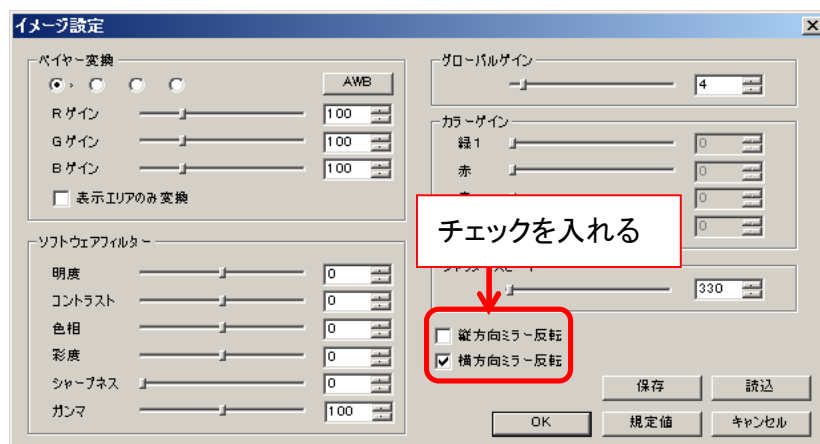 イメージ設定
ベイヤー変換
AWB
Rゲイン 100
Gゲイン 100
Bゲイン 100
表示エリアのみ変換
ソフトウェアフィルター
明度 0
コントラスト 0
色相 0
彩度 0
シャープネス 0
ガンマ 100
グローバルゲイン
4
カラーゲイン
緑1 0
赤 0
0
0
チェックを入れる
330
縦方向ミラー反転
横方向ミラー反転
保存 読込
OK 規定値 キャンセル